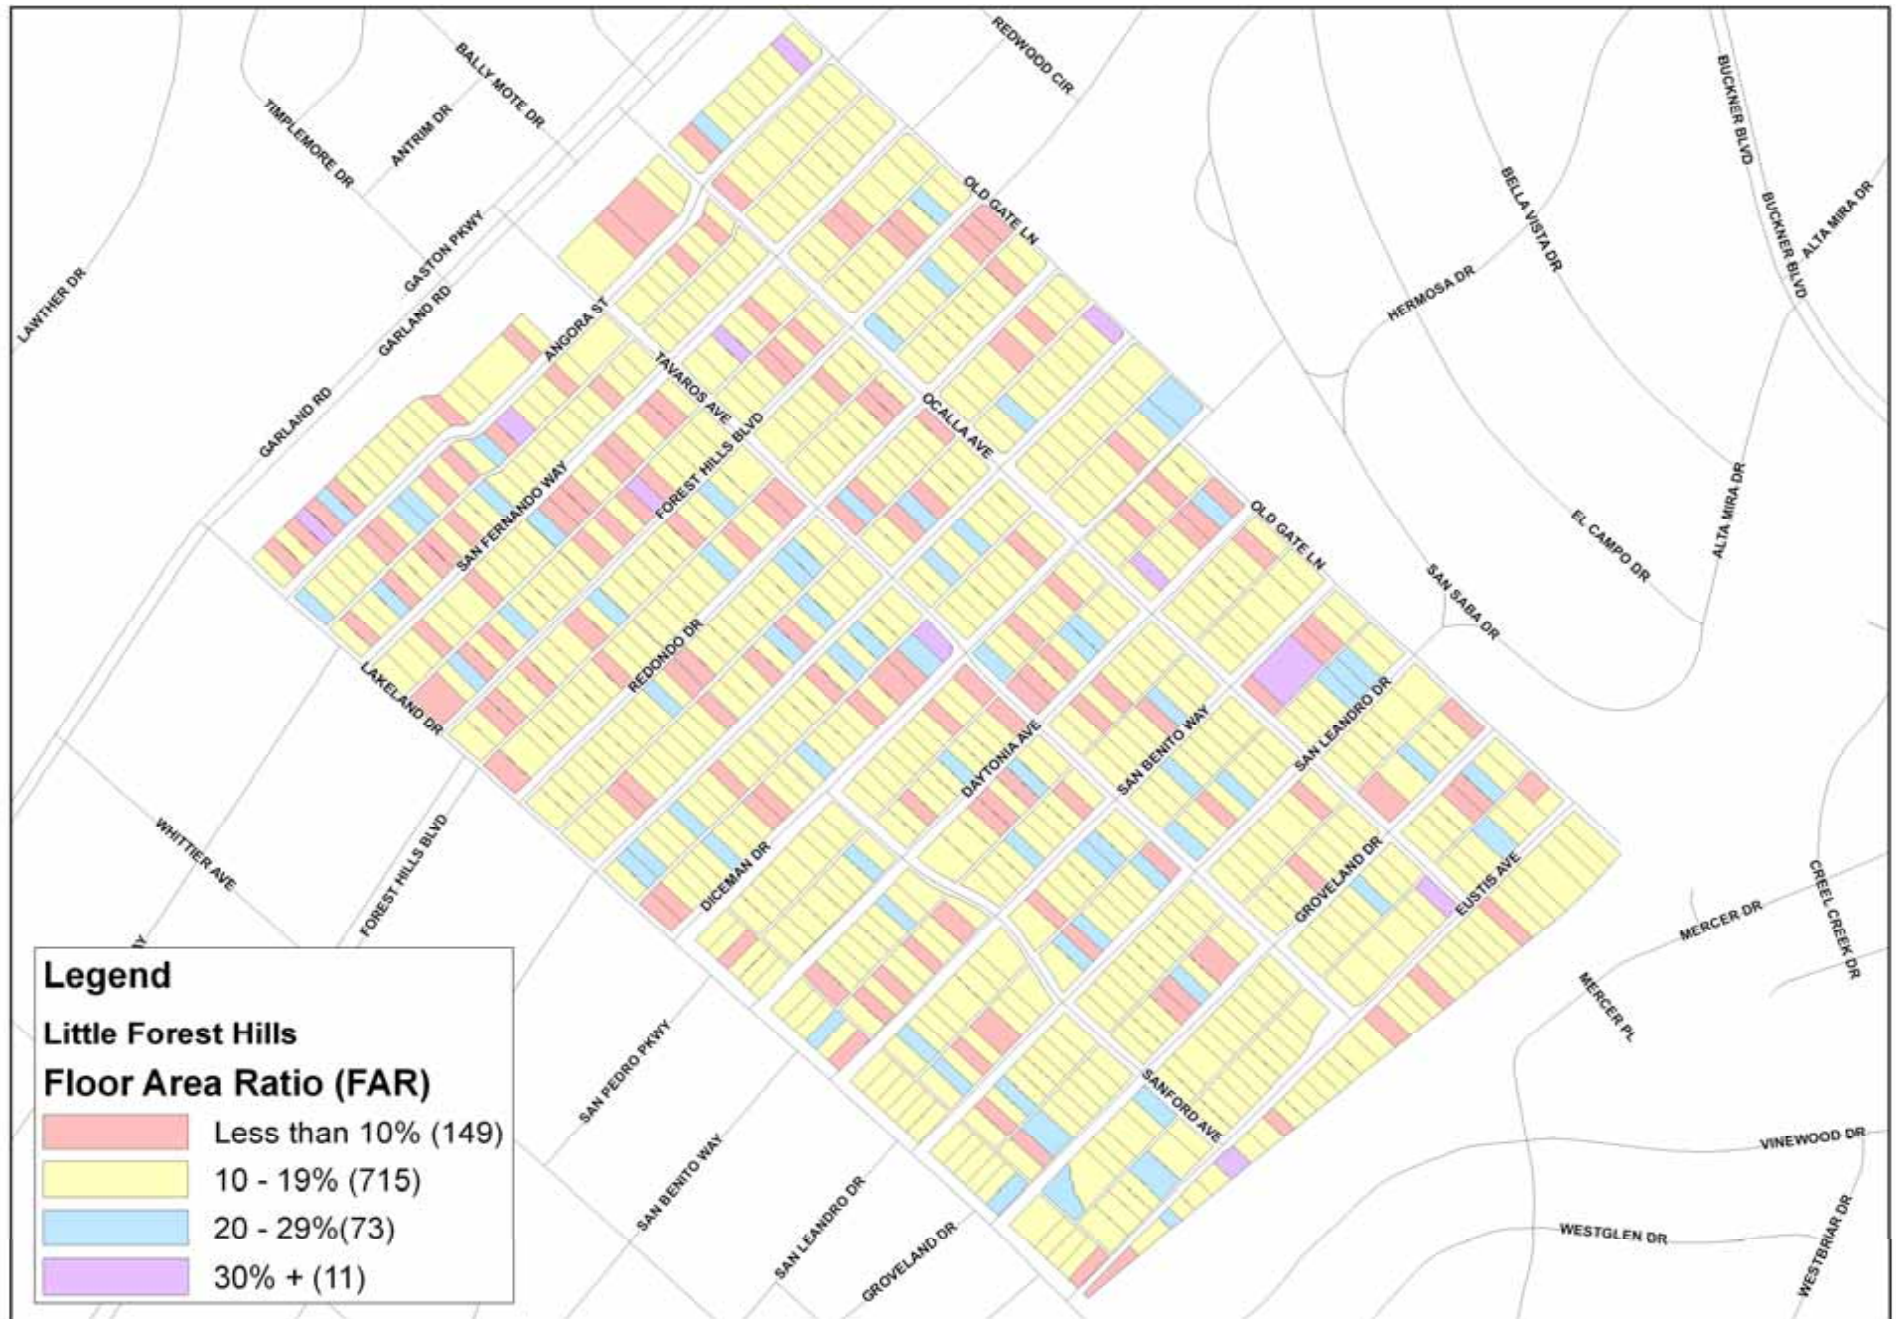 BALLY MOTE DR
REDWOOD CIR
TIMPLEMORE DR
ANTRIM DR
BUCKNER BLVD
BUCKNER BLVD
ALTA MIRA DR
LAWTHER DR
GASTON PKWY
GARLAND RD
OLD GATE LN
BELLA VISTA DR
HERMOSA DR
ANGORA ST
TAVAROS AVE
GARLAND RD
OCALLA AVE
FOREST HILLS BLVD
SAN FERNANDO WAY
OLD GATE LN
ALTA MIRA DR
EL CAMPO DR
SAN SABA DR
LAKELAND DR
REDONDO DR
DAYTONIA AVE
SAN BENITO WAY
SAN LEANDRO DR
WHITTIER AVE
FOREST HILLS BLVD
DICEMAN DR
GROVELAND DR
EUSTIS AVE
MERCER DR
CREEL CREEK DR
MERCER PL
SAN PEDRO PKWY
SANFORD AVE
SAN BENITO WAY
SAN LEANDRO DR
GROVELAND DR
VINEWOOD DR
WESTGLEN DR
WESTBRIAR DR
Legend
Little Forest Hills
Floor Area Ratio (FAR)
Less than 10% (149)
10 - 19% (715)
20 - 29%(73)
30% + (11)